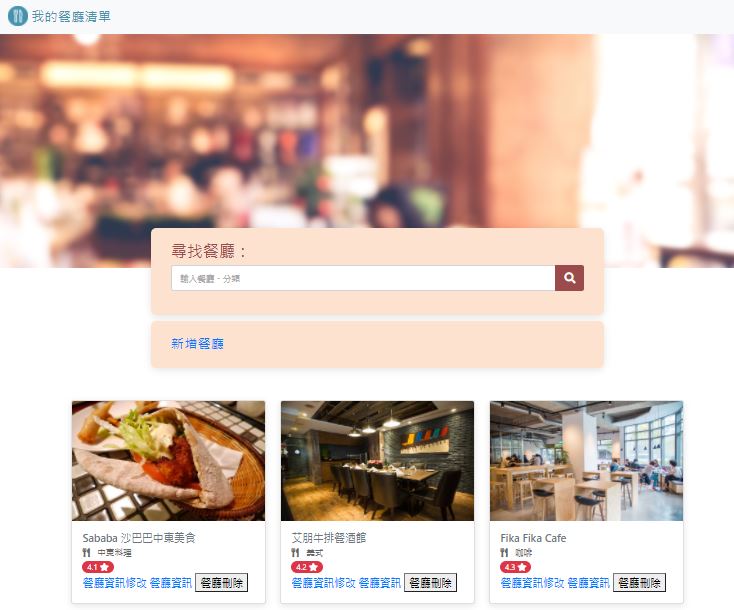 我的餐廳清單
尋找餐廳：
輸入餐廳、分類
新增餐廳
Sababa 沙巴巴中東美食
中東料理
4.1
餐廳資訊修改 餐廳資訊 餐廳刪除
艾朋牛排餐酒館
美式
4.2
餐廳資訊修改 餐廳資訊 餐廳刪除
Fika Fika Cafe
咖啡
4.3
餐廳資訊修改 餐廳資訊 餐廳刪除